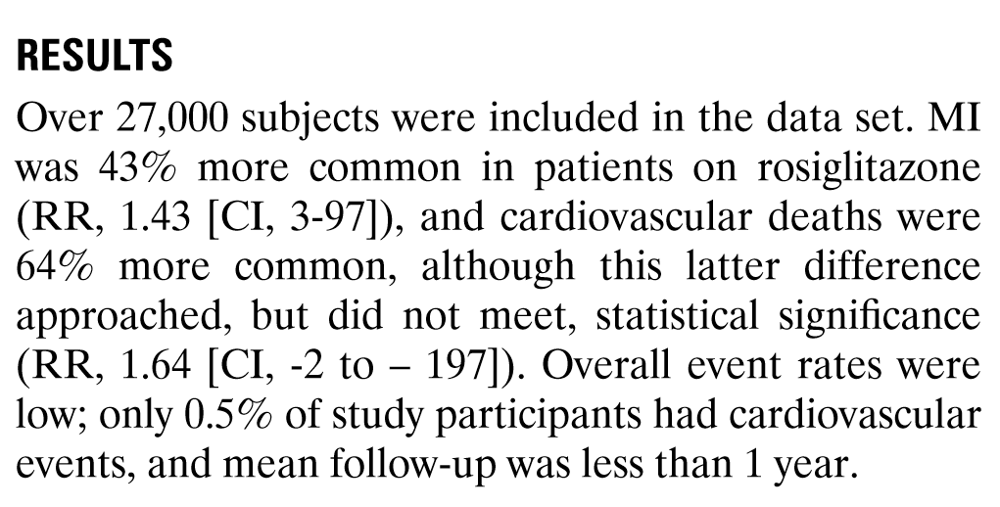 RESULTS
Over 27,000 subjects were included in the data set. MI
was 43% more common in patients on rosiglitazone
(RR, 1.43 [CI, 3-97]), and cardiovascular deaths were
64% more common, although this latter difference
approached, but did not meet, statistical significance
(RR, 1.64 [CI, -2 to – 197]). Overall event rates were
low; only 0.5% of study participants had cardiovascular
events, and mean follow-up was less than 1 year.